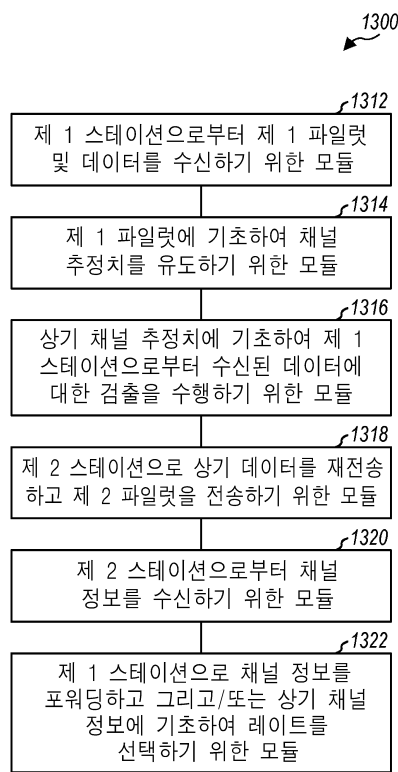 1300
1312
제 1 스테이션으로부터 제 1 파일럿
및 데이터를 수신하기 위한 모듈
1314
제 1 파일럿에 기초하여 채널
추정치를 유도하기 위한 모듈
1316
상기 채널 추정치에 기초하여 제 1
스테이션으로부터 수신된 데이터에
대한 검출을 수행하기 위한 모듈
1318
제 2 스테이션으로 상기 데이터를 재전송
하고 제 2 파일럿을 전송하기 위한 모듈
1320
제 2 스테이션으로부터 채널
정보를 수신하기 위한 모듈
1322
제 1 스테이션으로 채널 정보를
포워딩하고 그리고/또는 상기 채널
정보에 기초하여 레이트를
선택하기 위한 모듈